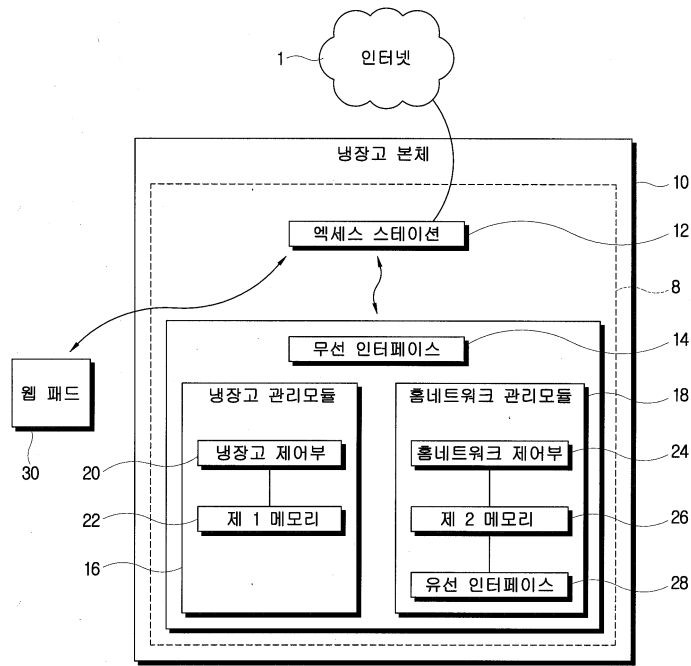 1
인터넷
냉장고 본체
10
엑세스 스테이션
12
8
무선 인터페이스
14
웹 패드
30
냉장고 관리모듈
홈네트워크 관리모듈
18
20
냉장고 제어부
홈네트워크 제어부
24
22
제 1 메모리
제 2 메모리
26
16
유선 인터페이스
28